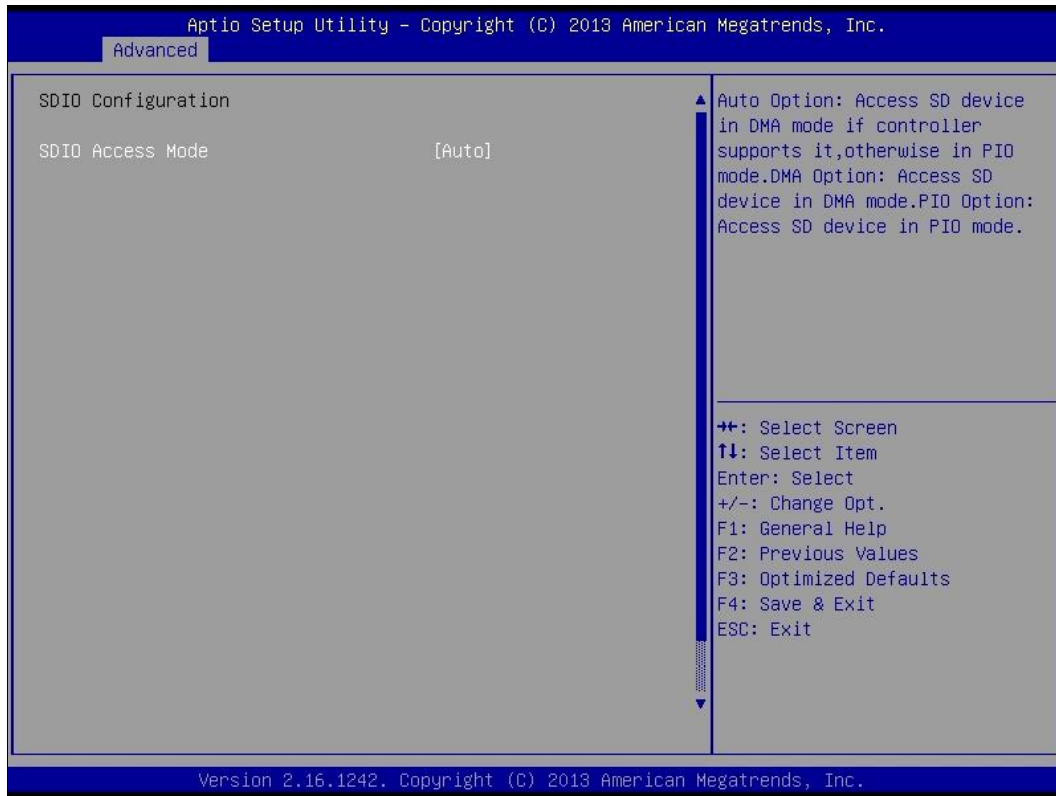 Aptio Setup Utility – Copyright (C) 2013 American Megatrends, Inc.
Advanced
SDIO Configuration
SDIO Access Mode [Auto]
Auto Option: Access SD device
in DMA mode if controller
supports it,otherwise in PIO
mode.DMA Option: Access SD
device in DMA mode.PIO Option:
Access SD device in PIO mode.
→←: Select Screen
↑↓: Select Item
Enter: Select
+/-: Change Opt.
F1: General Help
F2: Previous Values
F3: Optimized Defaults
F4: Save & Exit
ESC: Exit
Version 2.16.1242. Copyright (C) 2013 American Megatrends, Inc.